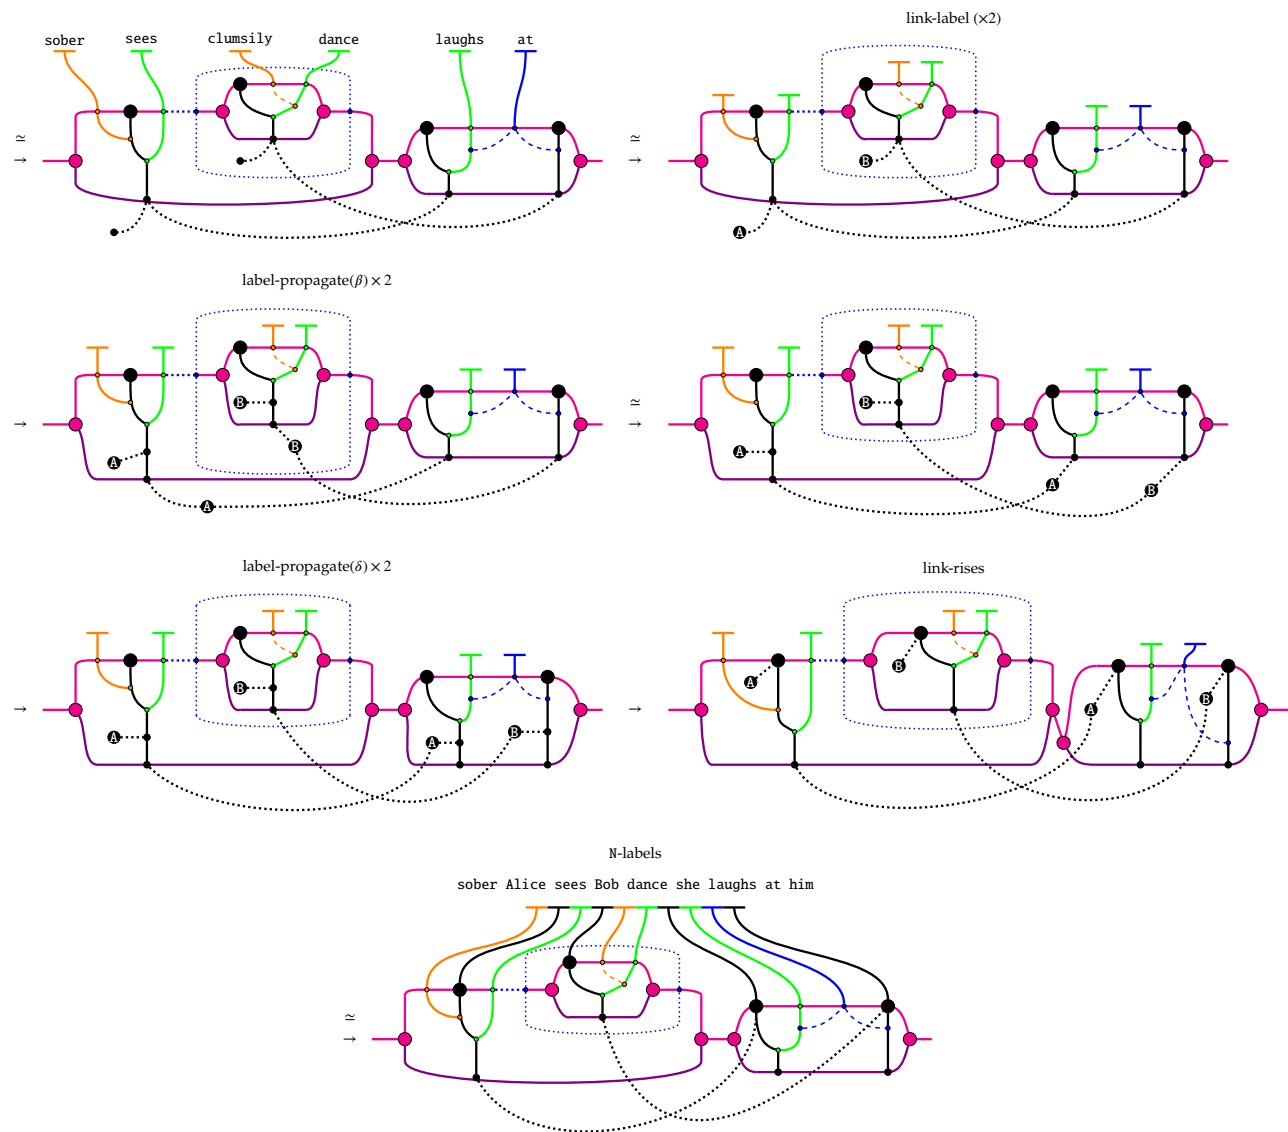 link-label (×2)
sober sees clumsily dance laughs at
≃
→
≃
→
B
A
label-propagate(β) × 2
→
B
A
B
A
≃
→
B
A
A
B
label-propagate(δ) × 2
link-rises
→
B
A
A
B
→
B
A
A
B
N-labels
sober Alice sees Bob dance she laughs at him
≃
→